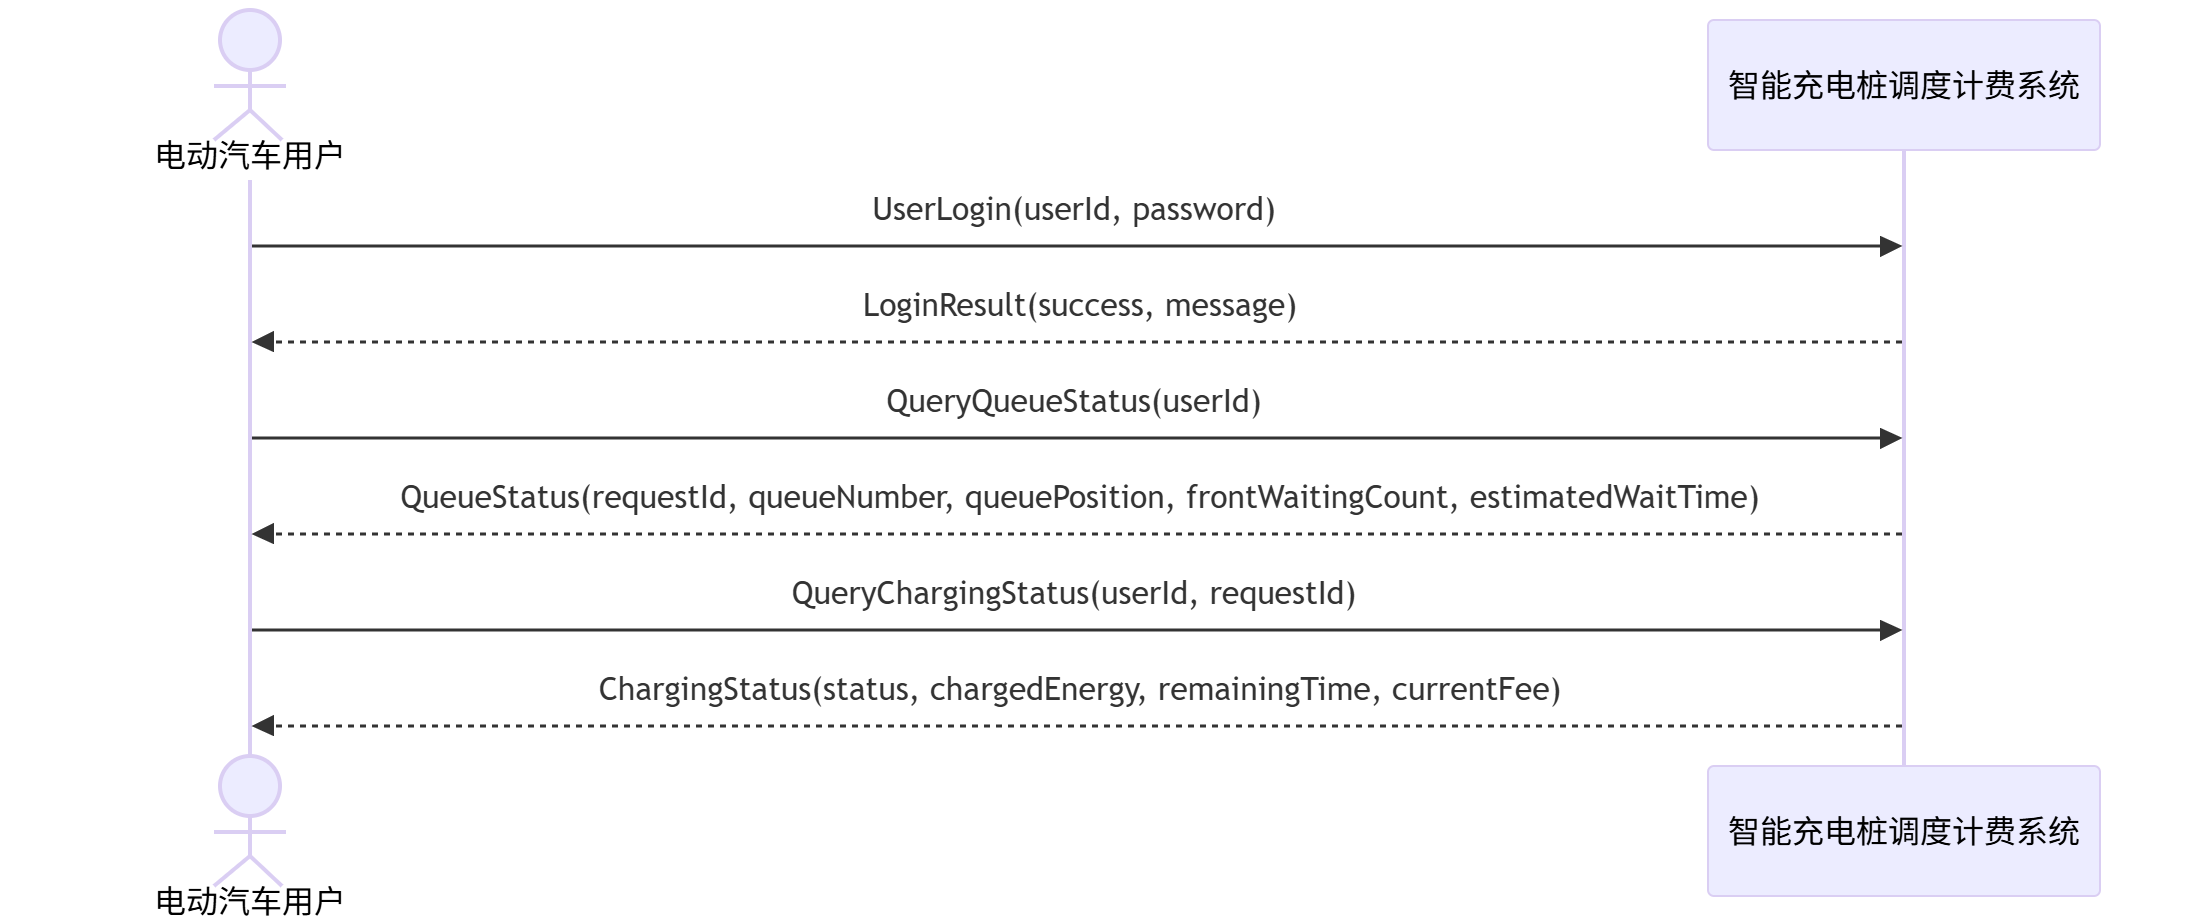 电动汽车用户
智能充电桩调度计费系统
UserLogin(userId, password)
LoginResult(success, message)
QueryQueueStatus(userId)
QueueStatus(requestId, queueNumber, queuePosition, frontWaitingCount, estimatedWaitTime)
QueryChargingStatus(userId, requestId)
ChargingStatus(status, chargedEnergy, remainingTime, currentFee)
电动汽车用户
智能充电桩调度计费系统